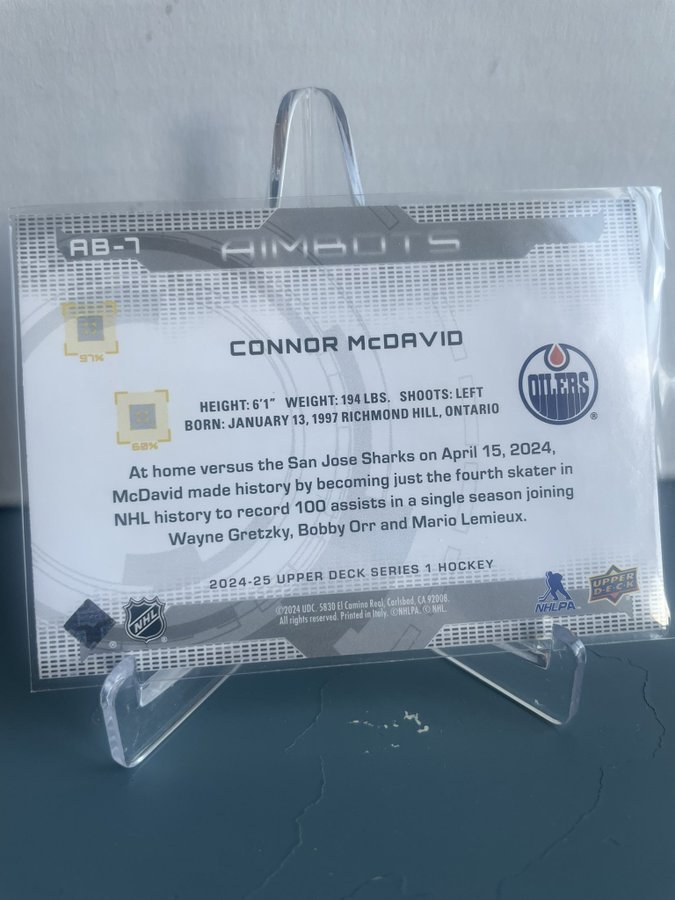 AB-7 AIMBOTS
97%
CONNOR McDAVID
OILERS
®
HEIGHT: 6'1" WEIGHT: 194 LBS. SHOOTS: LEFT
BORN: JANUARY 13, 1997 RICHMOND HILL, ONTARIO
60%
At home versus the San Jose Sharks on April 15, 2024,
McDavid made history by becoming just the fourth skater in
NHL history to record 100 assists in a single season joining
Wayne Gretzky, Bobby Orr and Mario Lemieux.
2024-25 UPPER DECK SERIES 1 HOCKEY
NHL
©2024 UDC. 5830 El Camino Real, Carlsbad, CA 92008.
All rights reserved. Printed in Italy. ©NHLPA. © NHL.
NHLPA
UPPER
DECK